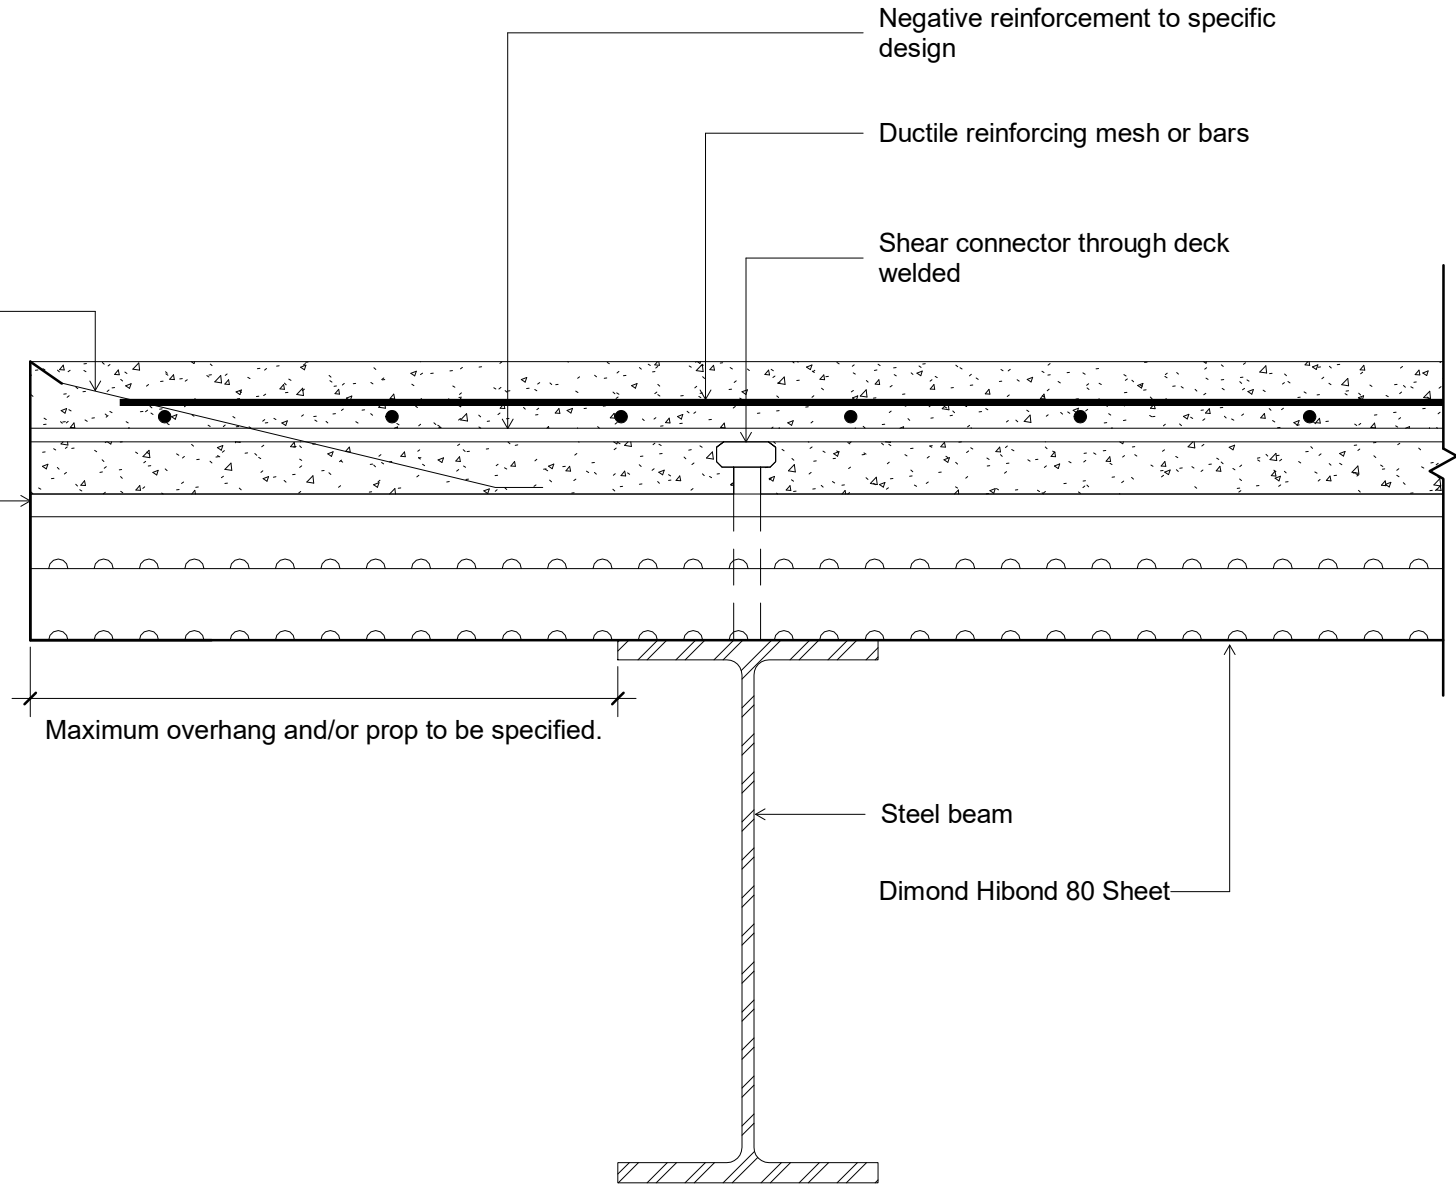 Negative reinforcement to specific
design
Ductile reinforcing mesh or bars
Shear connector through deck
welded
Maximum overhang and/or prop to be specified.
Steel beam
Dimond Hibond 80 Sheet